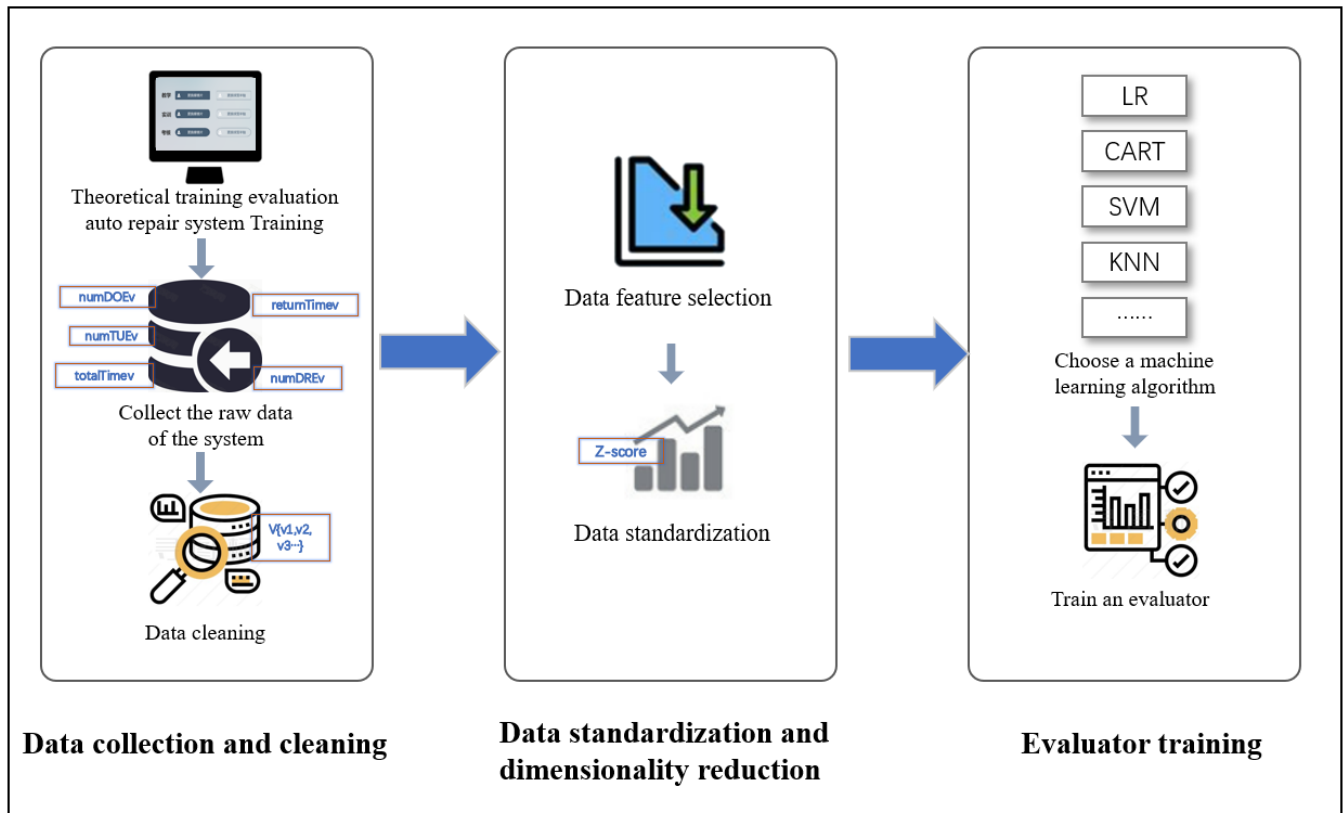 Theoretical training evaluation
auto repair system Training
numDOEv
returnTimev
numTUEv
totalTimev
numDREv
Collect the raw data
of the system
V{v1,v2,
v3···}
Data cleaning
Data collection and cleaning
Data feature selection
Z-score
Data standardization
Data standardization and
dimensionality reduction
LR
CART
SVM
KNN
······
Choose a machine
learning algorithm
Train an evaluator
Evaluator training